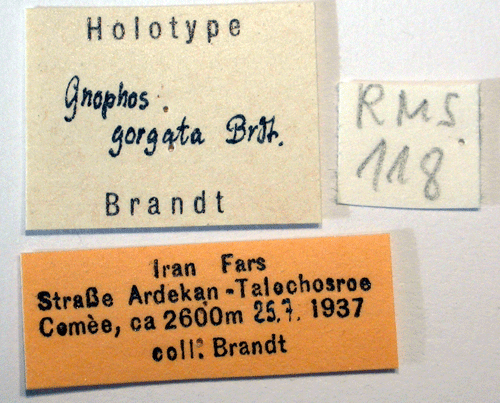 Holotype
Gnophos
gorgata Brdt.
Brandt
RMS
118
Iran Fars
Straße Ardekan-Talochosroe
Comèe, ca 2600m 25.7. 1937
coll. Brandt